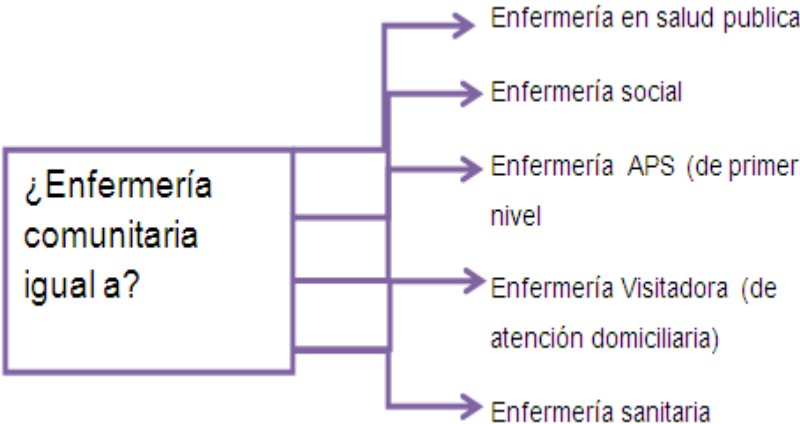 ¿Enfermería
comunitaria
igual a?
Enfermería en salud publica
Enfermería social
Enfermería APS (de primer
nivel
Enfermería Visitadora (de
atención domiciliaria)
Enfermería sanitaria